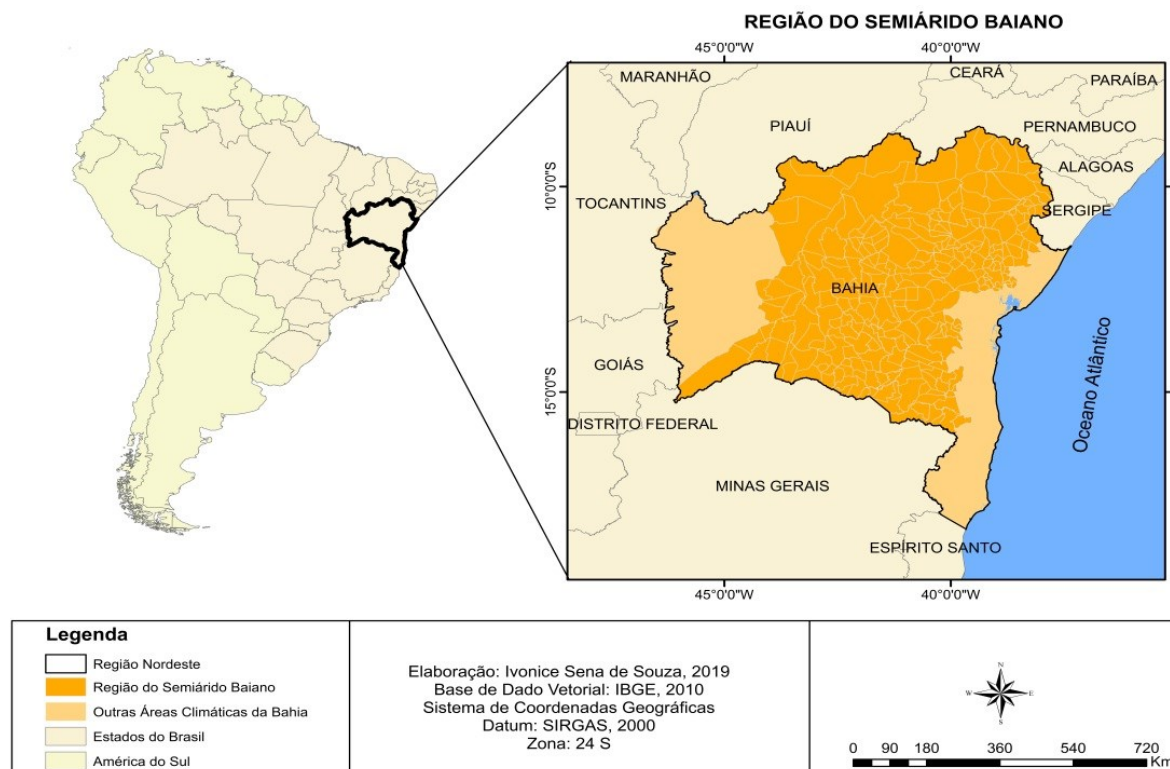 REGIÃO DO SEMIÁRIDO BAIANO
45°0'0"W
40°0'0"W
MARANHÃO
CEARÁ
PARAÍBA
PIAUÍ
PERNAMBUCO
ALAGOAS
10°0'0"S
TOCANTINS
SERGIPE
BAHIA
GOIÁS
Oceano Atlântico
15°0'0"S
DISTRITO FEDERAL
MINAS GERAIS
ESPÍRITO SANTO
45°0'0"W
40°0'0"W
Legenda
Região Nordeste
Região do Semiárido Baiano
Outras Áreas Climáticas da Bahia
Estados do Brasil
América do Sul
Elaboração: Ivonice Sena de Souza, 2019
Base de Dado Vetorial: IBGE, 2010
Sistema de Coordenadas Geográficas
Datum: SIRGAS, 2000
Zona: 24 S
N
W E
S
0 90 180 360 540 720
Km